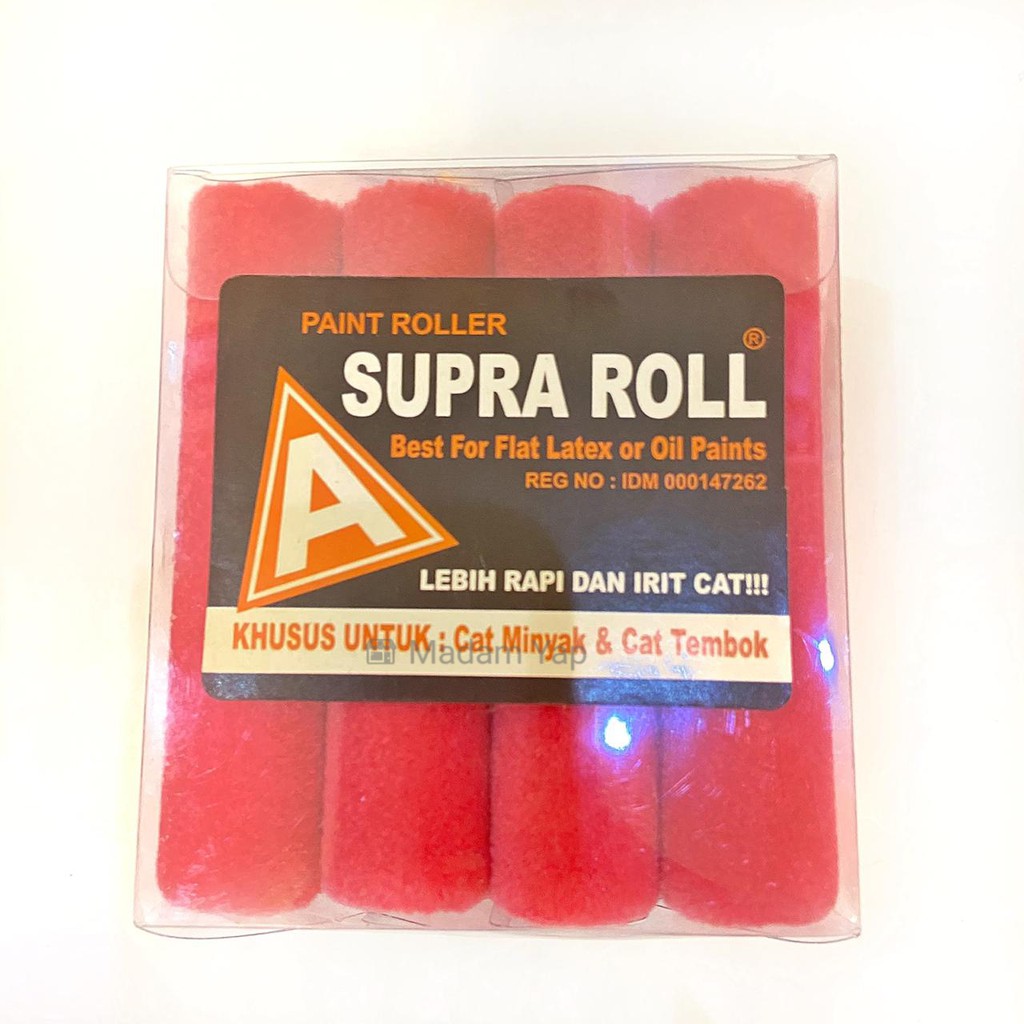 PAINT ROLLER
SUPRA ROLL ®
A
Best For Flat Latex or Oil Paints
REG NO : IDM 000147262
LEBIH RAPI DAN IRIT CAT!!!
KHUSUS UNTUK : Cat Minyak & Cat Tembok
Madam Yap